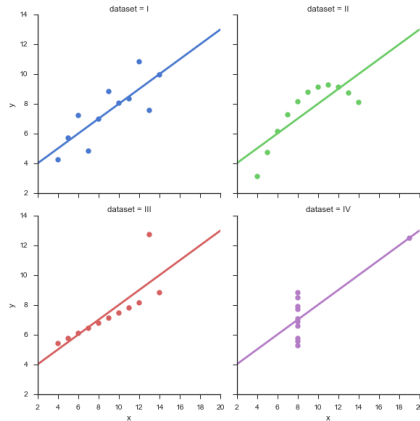 dataset = I
dataset = II
14
12
10
8
6
4
2
y
dataset = III
dataset = IV
14
12
10
8
6
4
2
y
2 4 6 8 10 12 14 16 18 20
2 4 6 8 10 12 14 16 18 20
x
x